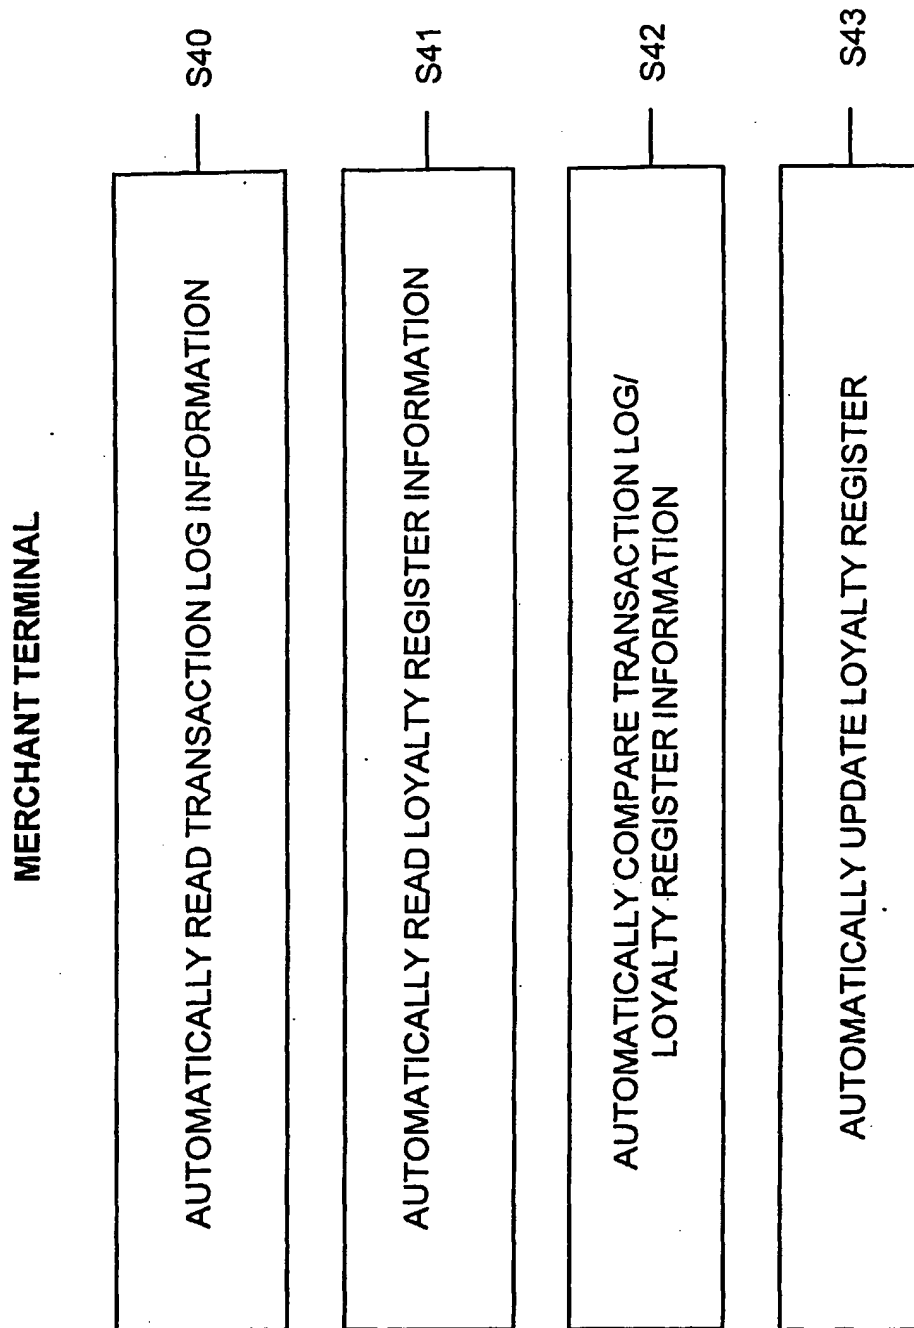 MERCHANT TERMINAL
AUTOMATICALLY READ TRANSACTION LOG INFORMATION
S40
AUTOMATICALLY READ LOYALTY REGISTER INFORMATION
S41
AUTOMATICALLY COMPARE TRANSACTION LOG/
LOYALTY REGISTER INFORMATION
S42
AUTOMATICALLY UPDATE LOYALTY REGISTER
S43